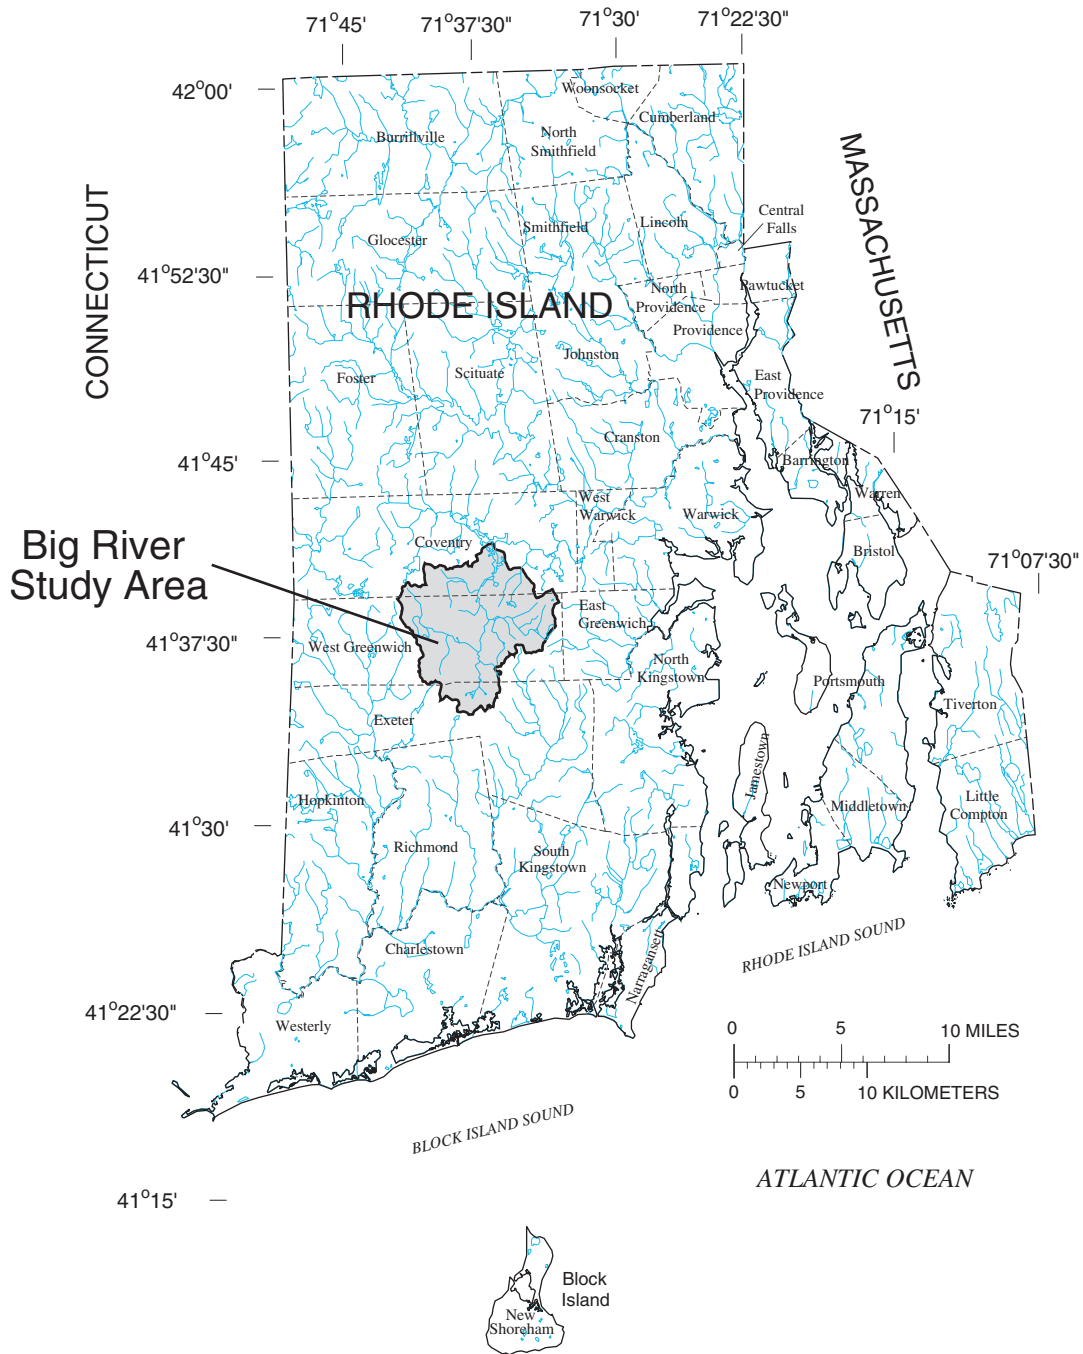 71°45'
71°37'30"
71°30'
71°22'30"
42°00'
Woonsocket
Cumberland
Burrillville
North
Smithfield
MASSACHUSETTS
CONNECTICUT
Central
Falls
Glocester
Smithfield
Lincoln
41°52'30"
RHODE ISLAND
North
Providence
Pawtucket
Providence
Johnston
Foster
Scituate
East
Providence
71°15'
Cranston
41°45'
Barrington
West
Warwick
Warwick
Warren
Big River
Study Area
Coventry
Bristol
71°07'30"
East
Greenwich
41°37'30"
West Greenwich
North
Kingstown
Portsmouth
Tiverton
Exeter
Jamestown
Hopkinton
Middletown
Little
Compton
41°30'
Richmond
South
Kingstown
Newport
Charlestown
Narragansett
RHODE ISLAND SOUND
41°22'30"
Westerly
0 5 10 MILES
0 5 10 KILOMETERS
BLOCK ISLAND SOUND
ATLANTIC OCEAN
41°15'
Block
Island
New
Shoreham